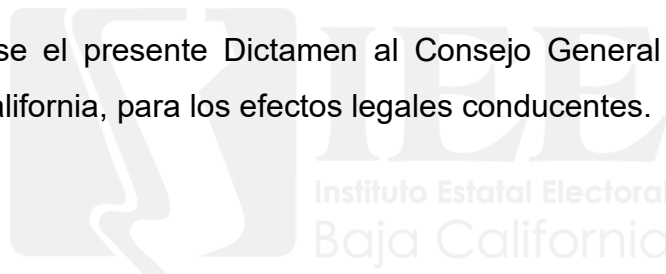 se el presente Dictamen al Consejo General
alifornia, para los efectos legales conducentes.
IEE
Instituto Estatal Electoral
Baja California